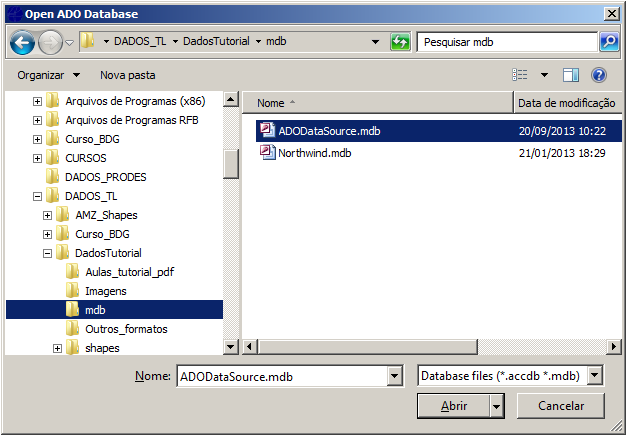 Open ADO Database
DADOS_TL DadosTutorial mdb
Pesquisar mdb
Organizar Nova pasta
Arquivos de Programas (x86)
Arquivos de Programas RFB
Curso_BDG
CURSOS
DADOS_PRODES
DADOS_TL
AMZ_Shapes
Curso_BDG
DadosTutorial
Aulas_tutorial_pdf
Imagens
mdb
Outros_formatos
shapes
Nome Data de modificação
ADODataSource.mdb 20/09/2013 10:22
Northwind.mdb 21/01/2013 18:29
Nome: ADODataSource.mdb Database files (*.accdb *.mdb)
Abrir Cancelar